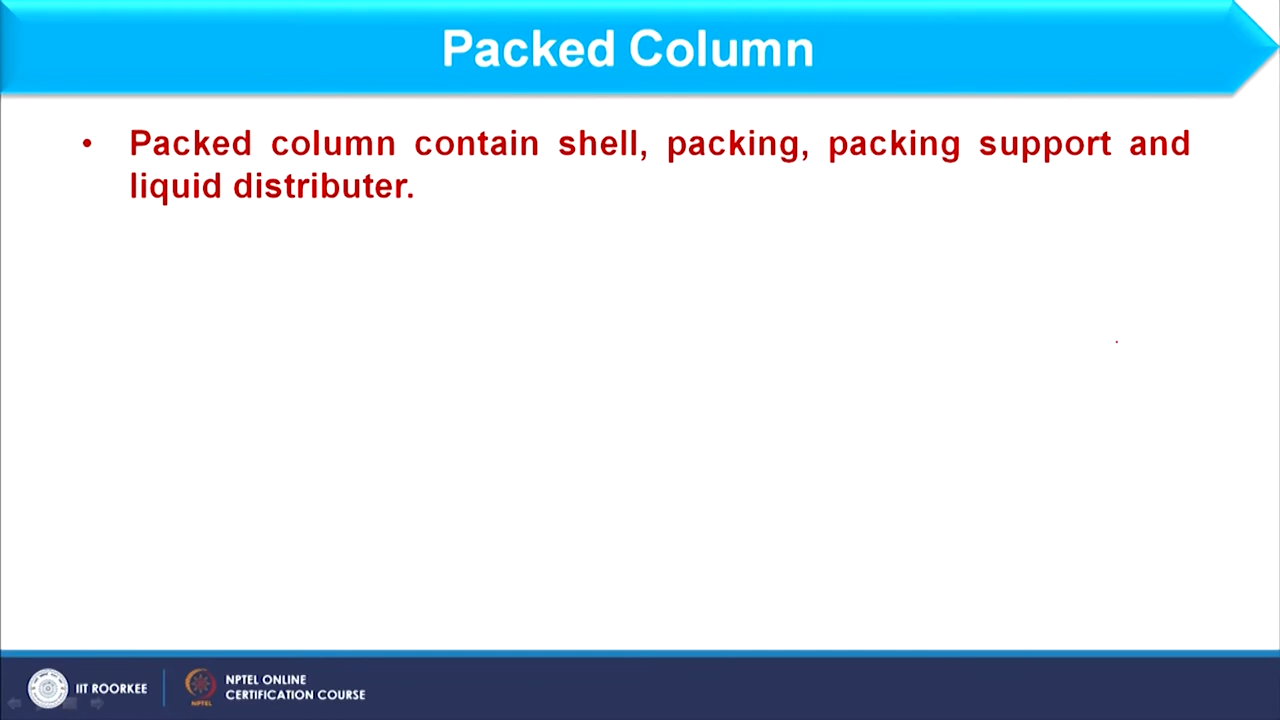 Packed Column
• Packed column contain shell, packing, packing support and
liquid distributer.
IIT ROORKEE
NPTEL
NPTEL ONLINE
CERTIFICATION COURSE